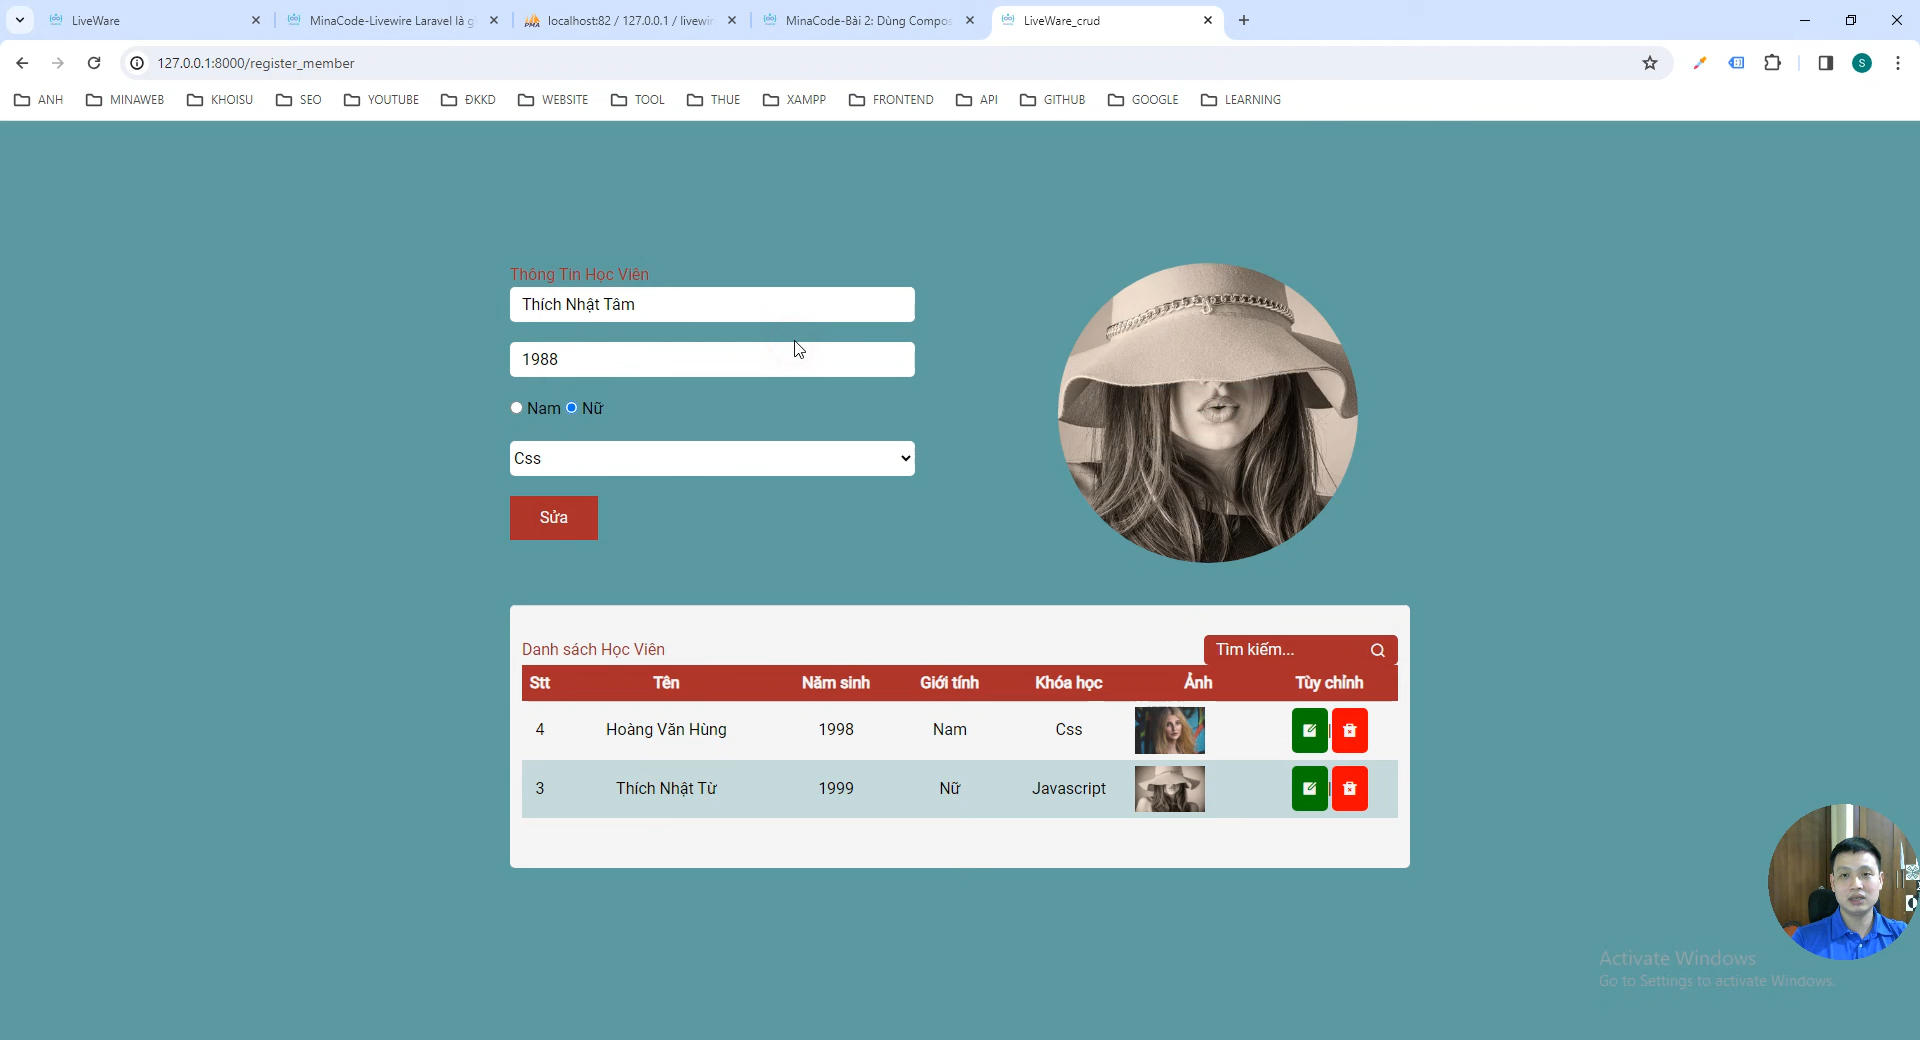 LiveWare
MinaCode-Livewire Laravel là g
localhost:82 / 127.0.0.1 / livewir
MinaCode-Bài 2: Dùng Compos
LiveWare_crud
127.0.0.1:8000/register_member
S
ANH
MINAWEB
KHOISU
SEO
YOUTUBE
ĐKKD
WEBSITE
TOOL
THUE
XAMPP
FRONTEND
API
GITHUB
GOOGLE
LEARNING
Thông Tin Học Viên
Thích Nhật Tâm
1988
Nam Nữ
Css
Sửa
Danh sách Học Viên
Tìm kiếm...
Stt Tên Năm sinh Giới tính Khóa học Ảnh Tùy chỉnh
4 Hoàng Văn Hùng 1998 Nam Css |
3 Thích Nhật Từ 1999 Nữ Javascript |
Activate Windows
Go to Settings to activate Windows.